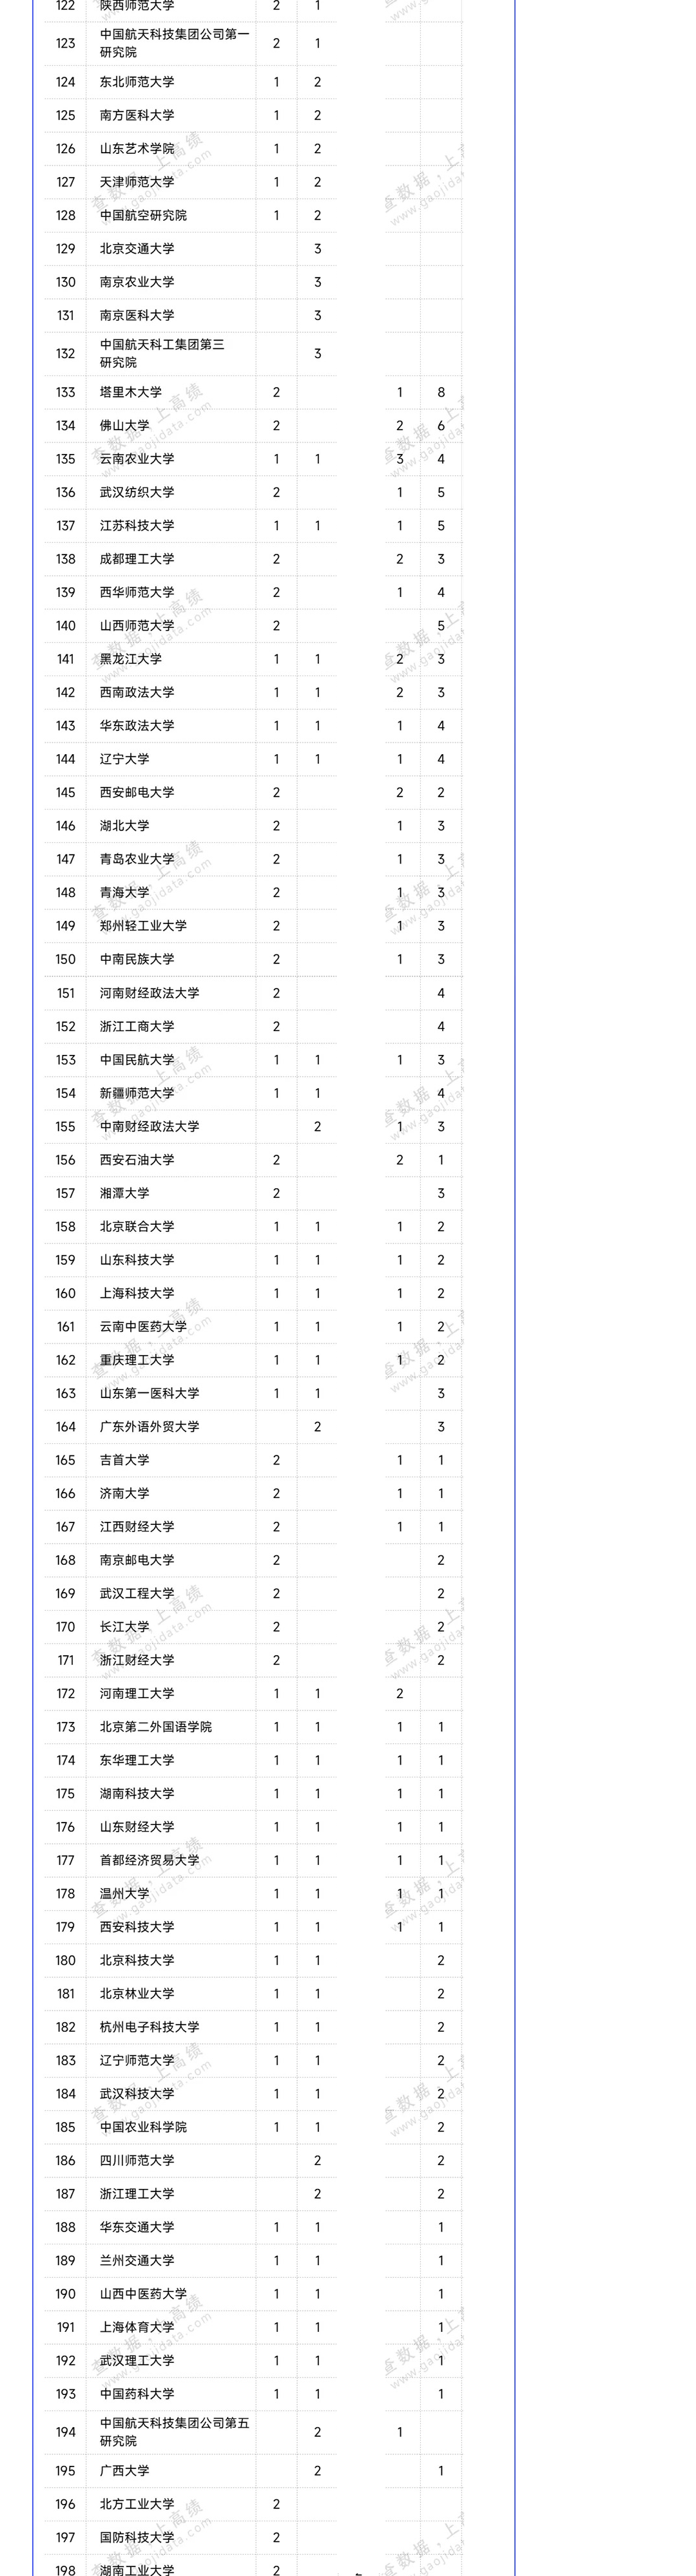 122 陕西师范大学 2 1
123 中国航天科技集团公司第一 2 1
研究院
124 东北师范大学 1 2
125 南方医科大学 1 2
126 山东艺术学院 1 2
127 天津师范大学 1 2
128 中国航空研究院 1 2
129 北京交通大学 3
130 南京农业大学 3
131 南京医科大学 3
132 中国航天科工集团第三 3
研究院
133 塔里木大学 2 1 8
134 佛山大学 2 2 6
135 云南农业大学 1 1 3 4
136 武汉纺织大学 2 1 5
137 江苏科技大学 1 1 1 5
138 成都理工大学 2 2 3
139 西华师范大学 2 1 4
140 山西师范大学 2 5
141 黑龙江大学 1 1 2 3
142 西南政法大学 1 1 2 3
143 华东政法大学 1 1 1 4
144 辽宁大学 1 1 1 4
145 西安邮电大学 2 2 2
146 湖北大学 2 1 3
147 青岛农业大学 2 1 3
148 青海大学 2 1 3
149 郑州轻工业大学 2 1 3
150 中南民族大学 2 1 3
151 河南财经政法大学 2 4
152 浙江工商大学 2 4
153 中国民航大学 1 1 1 3
154 新疆师范大学 1 1 4
155 中南财经政法大学 2 1 3
156 西安石油大学 2 2 1
157 湘潭大学 2 3
158 北京联合大学 1 1 1 2
159 山东科技大学 1 1 1 2
160 上海科技大学 1 1 1 2
161 云南中医药大学 1 1 1 2
162 重庆理工大学 1 1 1 2
163 山东第一医科大学 1 1 3
164 广东外语外贸大学 2 3
165 吉首大学 2 1 1
166 济南大学 2 1 1
167 江西财经大学 2 1 1
168 南京邮电大学 2 2
169 武汉工程大学 2 2
170 长江大学 2 2
171 浙江财经大学 2 2
172 河南理工大学 1 1 2
173 北京第二外国语学院 1 1 1 1
174 东华理工大学 1 1 1 1
175 湖南科技大学 1 1 1 1
176 山东财经大学 1 1 1 1
177 首都经济贸易大学 1 1 1 1
178 温州大学 1 1 1 1
179 西安科技大学 1 1 1 1
180 北京科技大学 1 1 2
181 北京林业大学 1 1 2
182 杭州电子科技大学 1 1 2
183 辽宁师范大学 1 1 2
184 武汉科技大学 1 1 2
185 中国农业科学院 1 1 2
186 四川师范大学 2 2
187 浙江理工大学 2 2
188 华东交通大学 1 1 1
189 兰州交通大学 1 1 1
190 山西中医药大学 1 1 1
191 上海体育大学 1 1 1
192 武汉理工大学 1 1 1
193 中国药科大学 1 1 1
194 中国航天科技集团公司第五 2 1
研究院
195 广西大学 2 1
196 北方工业大学 2
197 国防科技大学 2
198 湖南工业大学 2
查数据，上高绩
www.gaojidata.com